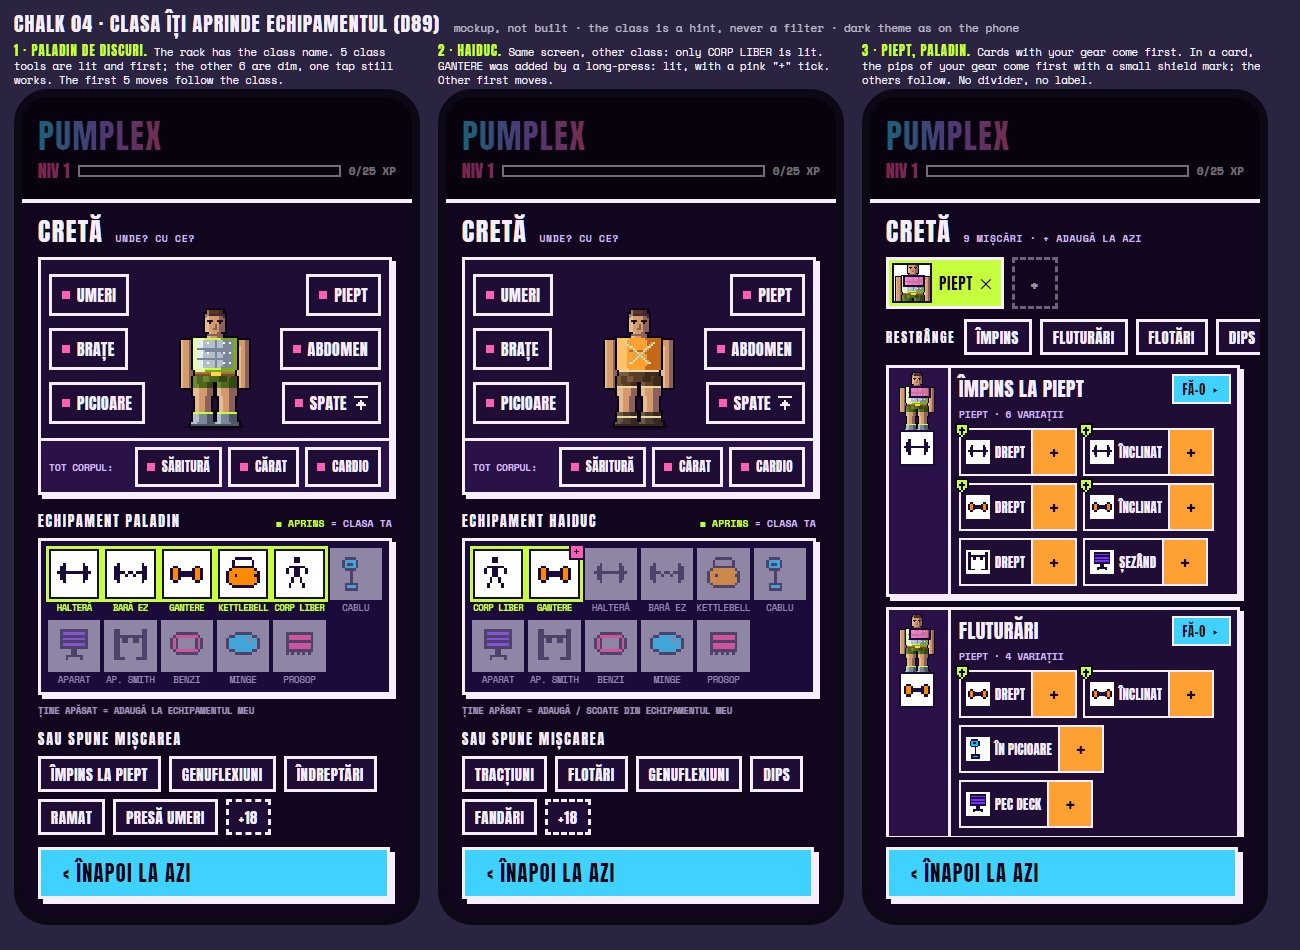 CHALK 04 · CLASA ÎȚI APRINDE ECHIPAMENTUL (D89) mockup, not built · the class is a hint, never a filter · dark theme as on the phone
1 · PALADIN DE DISCURI. The rack has the class name. 5 class
tools are lit and first; the other 6 are dim, one tap still
works. The first 5 moves follow the class.
PUMPLEX
NIV 1 0/25 XP
CRETĂ UNDE? CU CE?
UMERI PIEPT
BRAȚE ABDOMEN
PICIOARE SPATE
TOT CORPUL: SĂRITURĂ CĂRAT CARDIO
ECHIPAMENT PALADIN ■ APRINS = CLASA TA
HALTERĂ BARĂ EZ GANTERE KETTLEBELL CORP LIBER CABLU
APARAT AP. SMITH BENZI MINGE PROSOP
ȚINE APĂSAT = ADAUGĂ LA ECHIPAMENTUL MEU
SAU SPUNE MIȘCAREA
ÎMPINS LA PIEPT GENUFLEXIUNI ÎNDREPTĂRI
RAMAT PRESĂ UMERI +18
‹ ÎNAPOI LA AZI
2 · HAIDUC. Same screen, other class: only CORP LIBER is lit.
GANTERE was added by a long-press: lit, with a pink "+" tick.
Other first moves.
PUMPLEX
NIV 1 0/25 XP
CRETĂ UNDE? CU CE?
UMERI PIEPT
BRAȚE ABDOMEN
PICIOARE SPATE
TOT CORPUL: SĂRITURĂ CĂRAT CARDIO
ECHIPAMENT HAIDUC ■ APRINS = CLASA TA
+
CORP LIBER GANTERE HALTERĂ BARĂ EZ KETTLEBELL CABLU
APARAT AP. SMITH BENZI MINGE PROSOP
ȚINE APĂSAT = ADAUGĂ / SCOATE DIN ECHIPAMENTUL MEU
SAU SPUNE MIȘCAREA
TRACȚIUNI FLOTĂRI GENUFLEXIUNI DIPS
FANDĂRI +18
‹ ÎNAPOI LA AZI
3 · PIEPT, PALADIN. Cards with your gear come first. In a card,
the pips of your gear come first with a small shield mark; the
others follow. No divider, no label.
PUMPLEX
NIV 1 0/25 XP
CRETĂ 9 MIȘCĂRI · + ADAUGĂ LA AZI
PIEPT × +
RESTRÂNGE ÎMPINS FLUTURĂRI FLOTĂRI DIPS
ÎMPINS LA PIEPT FĂ-O ▸
PIEPT · 6 VARIAȚII
DREPT + ÎNCLINAT +
DREPT + ÎNCLINAT +
DREPT + ȘEZÂND +
FLUTURĂRI FĂ-O ▸
PIEPT · 4 VARIAȚII
DREPT + ÎNCLINAT +
ÎN PICIOARE +
PEC DECK +
‹ ÎNAPOI LA AZI